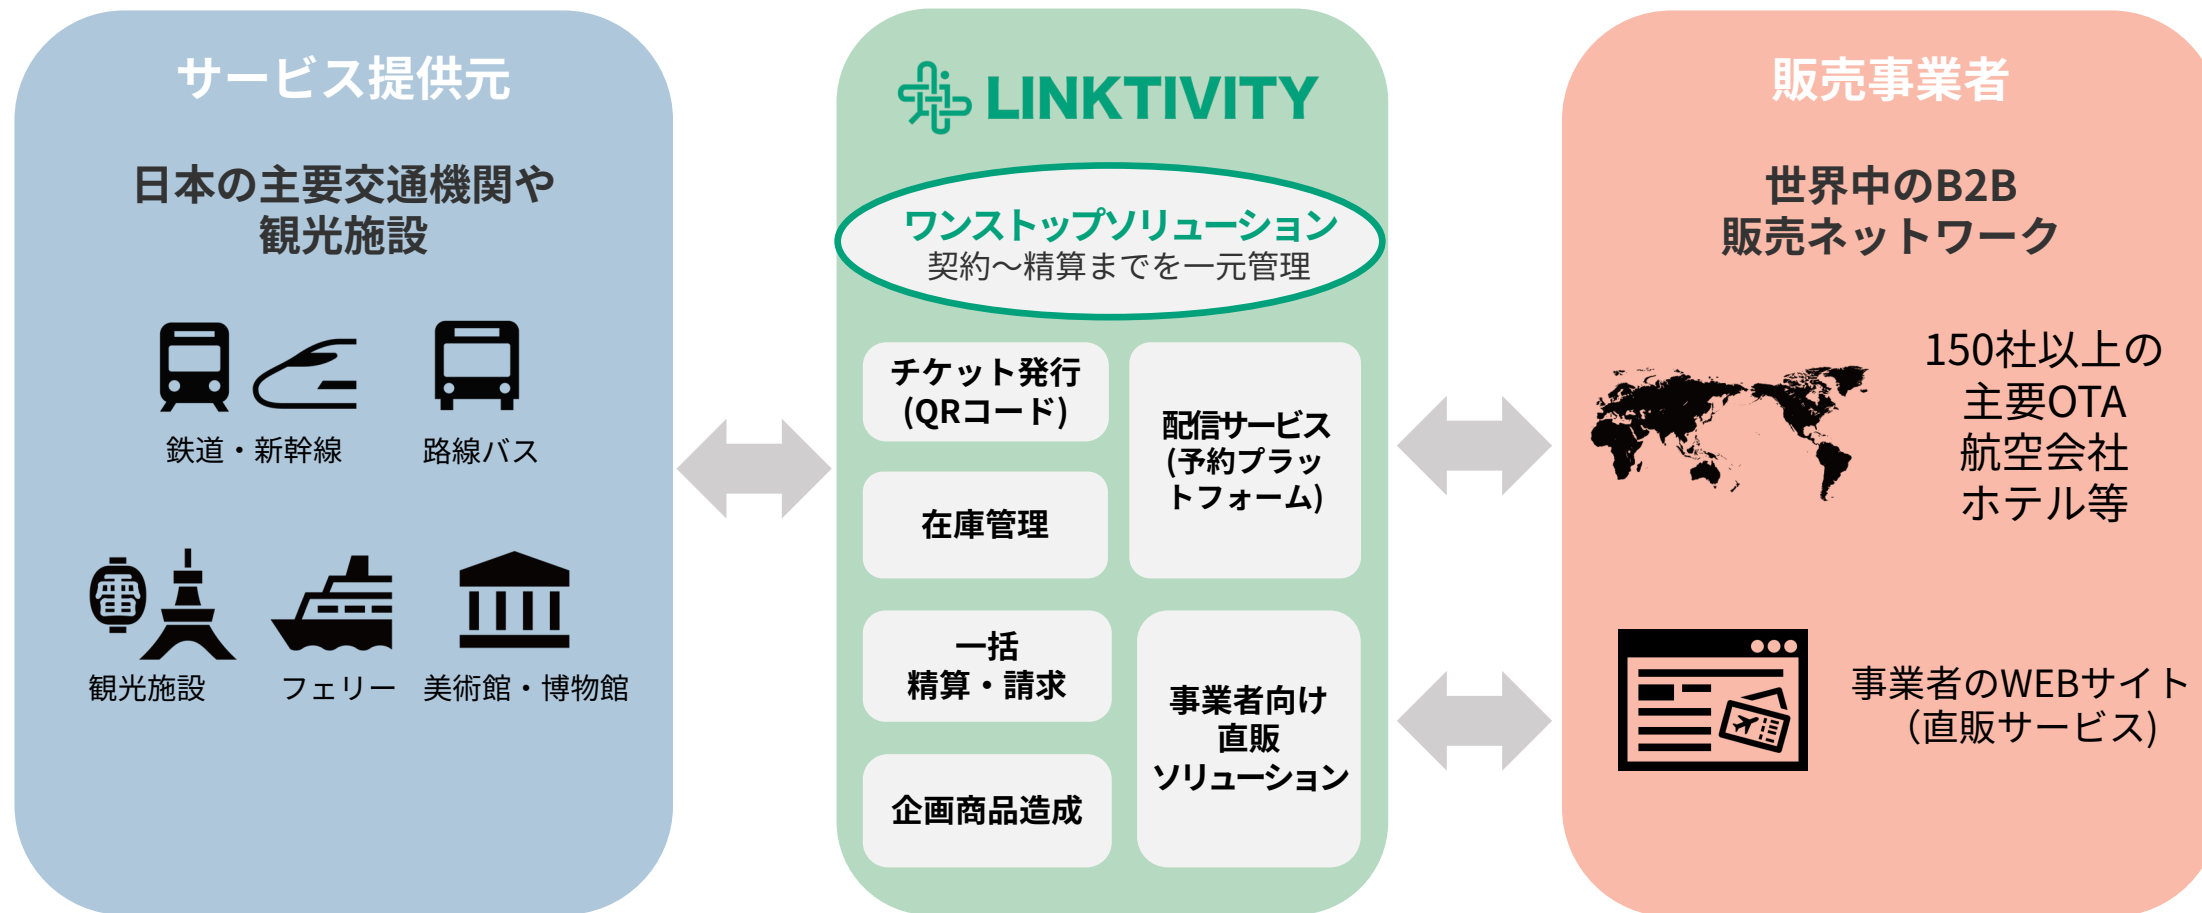 サービス提供元
日本の主要交通機関や
観光施設
鉄道・新幹線
路線バス
雷
観光施設
フェリー
美術館・博物館
LINKTIVITY
ワンストップソリューション
契約～精算までを一元管理
チケット発行
(QRコード)
在庫管理
一括
精算・請求
企画商品造成
配信サービス
(予約プラッ
トフォーム)
事業者向け
直販
ソリューション
販売事業者
世界中のB2B
販売ネットワーク
150社以上の
主要OTA
航空会社
ホテル等
事業者のWEBサイト
（直販サービス)